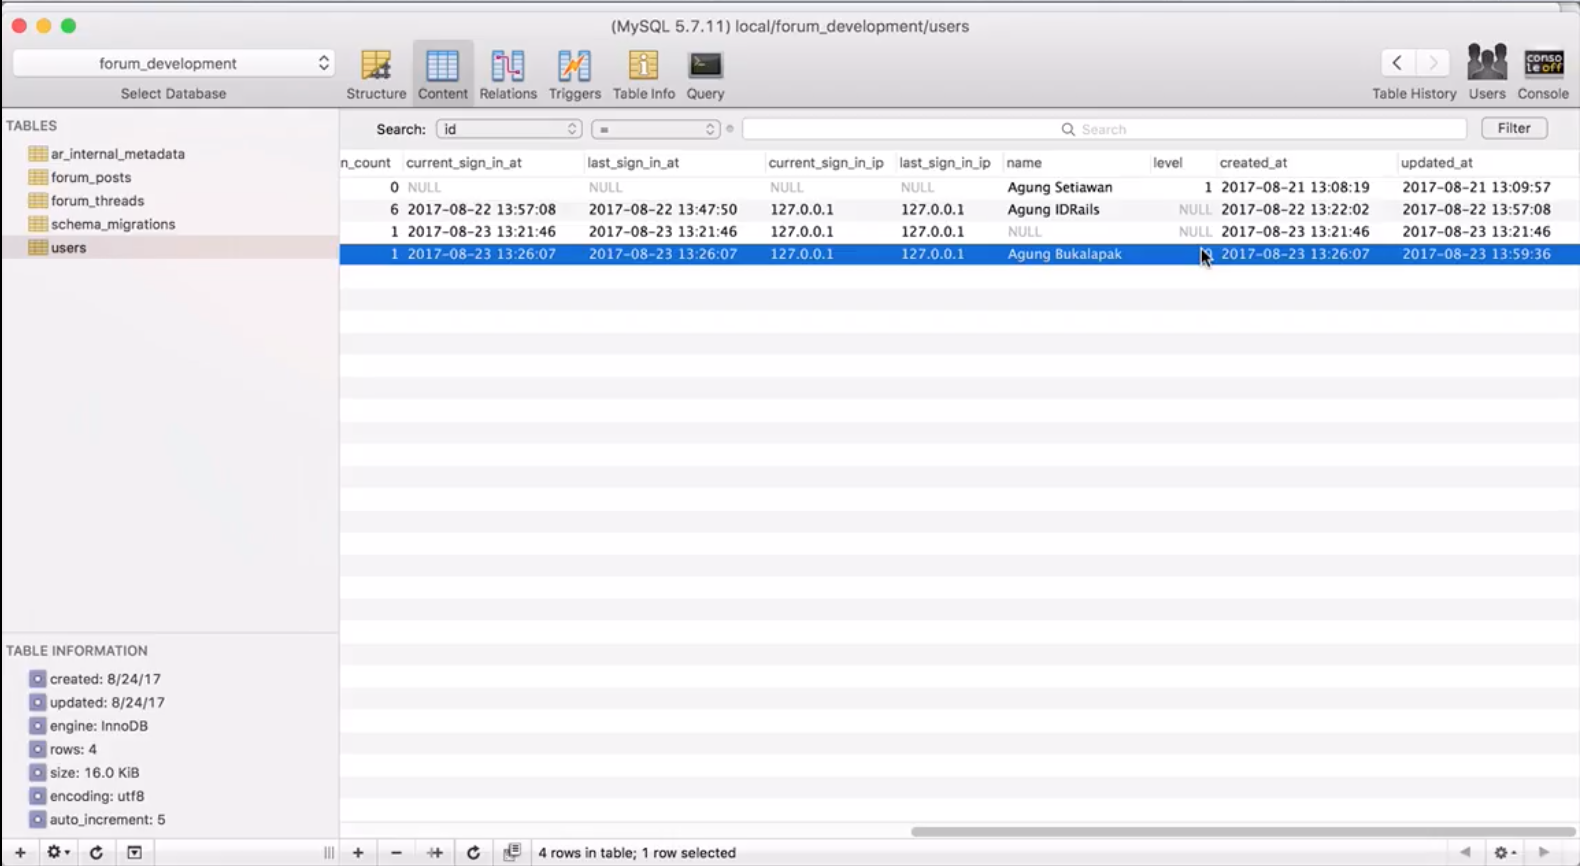 (MySQL 5.7.11) local/forum_development/users
forum_development
Select Database
Structure Content Relations Triggers Table Info Query
Table History Users Console
conso
le off
TABLES
ar_internal_metadata
forum_posts
forum_threads
schema_migrations
users
Search: id = Search Filter
n_count current_sign_in_at last_sign_in_at current_sign_in_ip last_sign_in_ip name level created_at updated_at
0 NULL NULL NULL NULL Agung Setiawan 1 2017-08-21 13:08:19 2017-08-21 13:09:57
6 2017-08-22 13:57:08 2017-08-22 13:47:50 127.0.0.1 127.0.0.1 Agung IDRails NULL 2017-08-22 13:22:02 2017-08-22 13:57:08
1 2017-08-23 13:21:46 2017-08-23 13:21:46 127.0.0.1 127.0.0.1 NULL NULL 2017-08-23 13:21:46 2017-08-23 13:21:46
1 2017-08-23 13:26:07 2017-08-23 13:26:07 127.0.0.1 127.0.0.1 Agung Bukalapak 2017-08-23 13:26:07 2017-08-23 13:59:36
TABLE INFORMATION
created: 8/24/17
updated: 8/24/17
engine: InnoDB
rows: 4
size: 16.0 KiB
encoding: utf8
auto_increment: 5
4 rows in table; 1 row selected